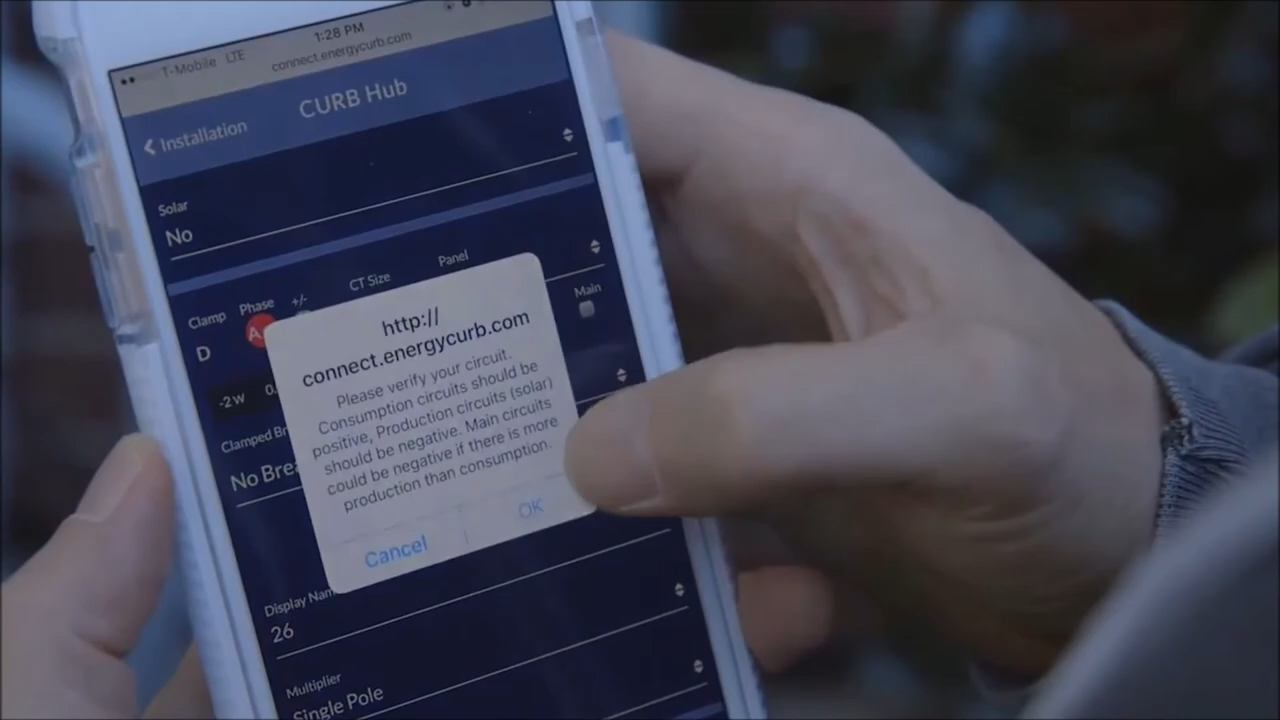 1:28 PM
T-Mobile LTE
connect.energycurb.com
CURB Hub
Installation
Solar
No
Panel
CT Size
Main
Phase +/-
Clamp
A
D
-2 W
http://
connect.energycurb.com
Please verify your circuit.
Consumption circuits should be
positive, Production circuits (solar)
should be negative. Main circuits
could be negative if there is more
production than consumption.
Cancel OK
Clamped
No
Display
26
Multiplier
Single Pole